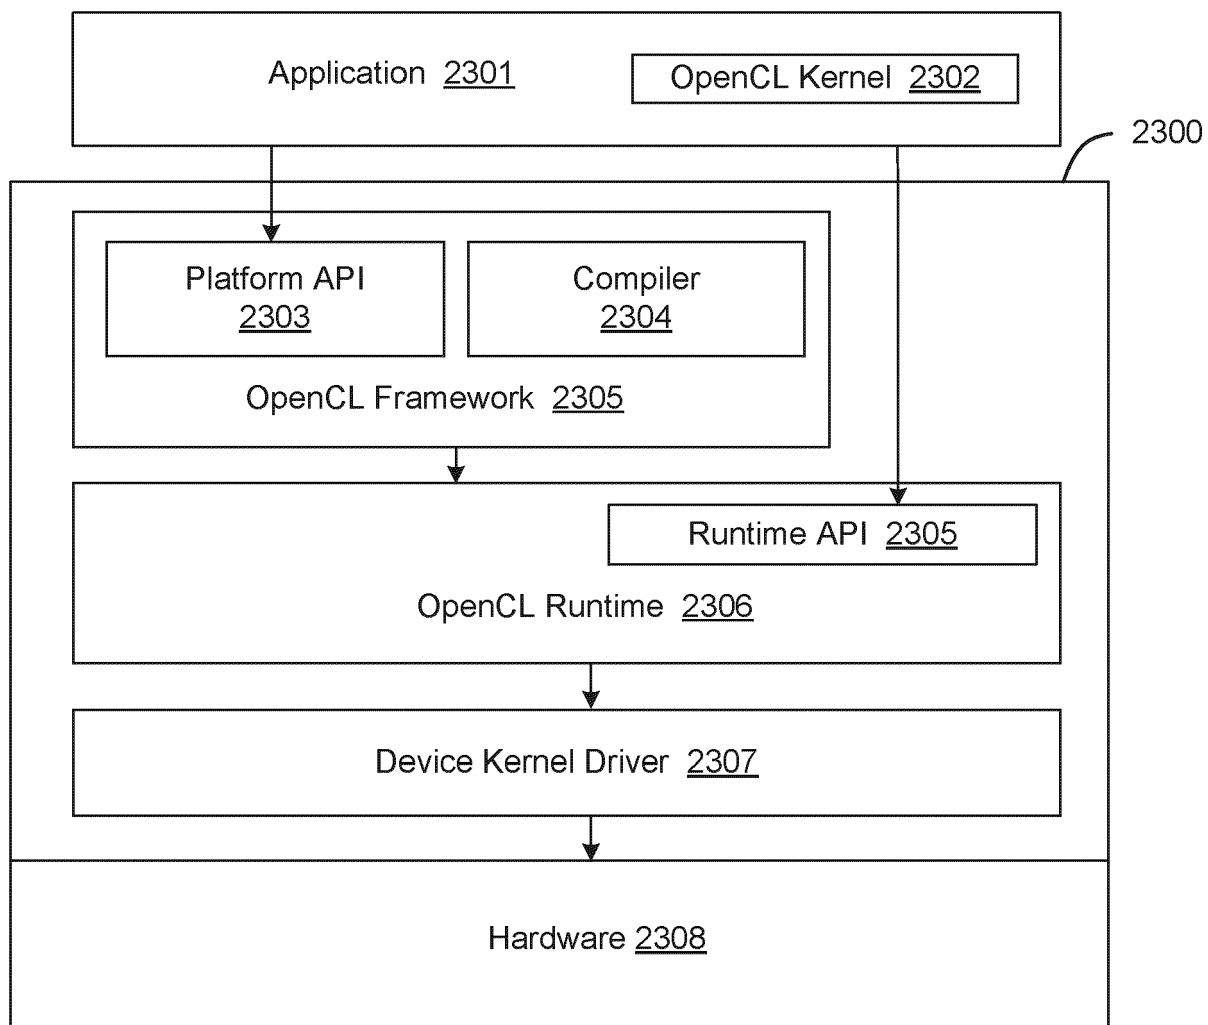 Application 2301
OpenCL Kernel 2302
2300
Platform API
2303
Compiler
2304
OpenCL Framework 2305
Runtime API 2305
OpenCL Runtime 2306
Device Kernel Driver 2307
Hardware 2308